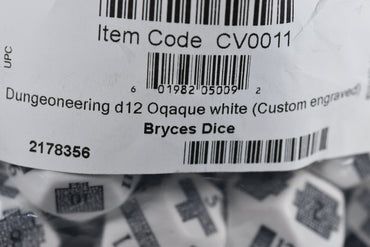 Item Code CV0011
UPC
6 01982 05009 2
Dungeoneering d12 Oqaque white (Custom engraved)
Bryces Dice
2178356